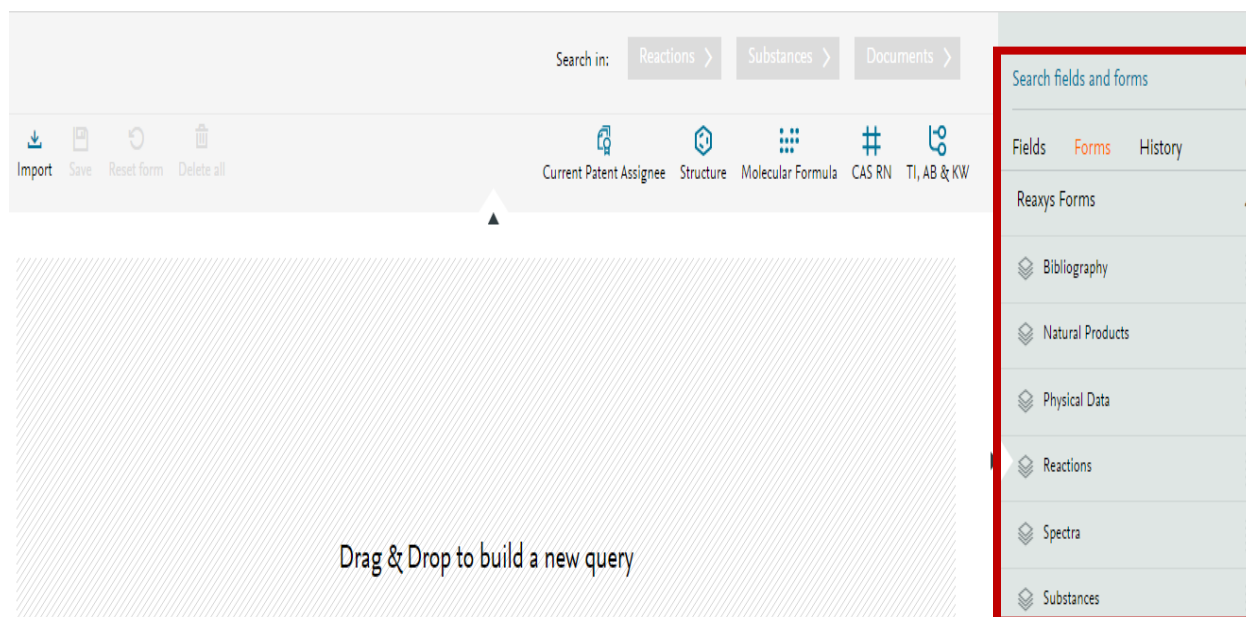 Search in: Reactions Substances Documents
Import Save Reset form Delete all
Current Patent Assignee Structure Molecular Formula CAS RN TI, AB & KW
Drag & Drop to build a new query
Search fields and forms
Fields Forms History
Reaxys Forms
Bibliography
Natural Products
Physical Data
Reactions
Spectra
Substances